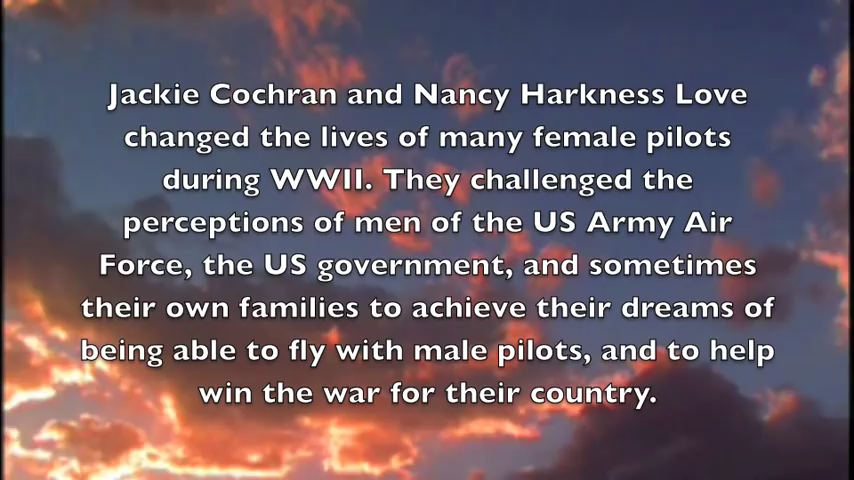 Jackie Cochran and Nancy Harkness Love
changed the lives of many female pilots
during WWII. They challenged the
perceptions of men of the US Army Air
Force, the US government, and sometimes
their own families to achieve their dreams of
being able to fly with male pilots, and to help
win the war for their country.